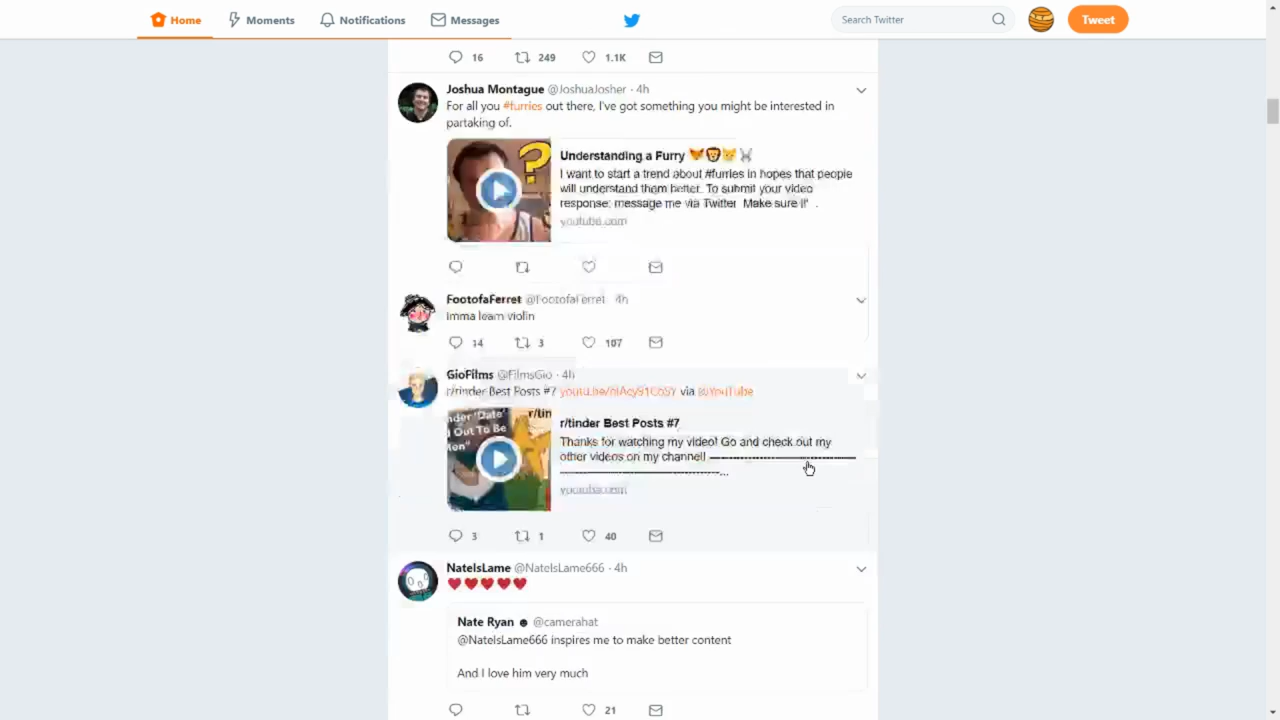 Home Moments Notifications Messages Search Twitter Tweet
16 249 1.1K
Joshua Montague @JoshuaJosher · 4h
For all you #furries out there, I've got something you might be interested in
partaking of.
Understanding a Furry
I want to start a trend about #furries in hopes that people
will understand them better. To submit your video
response: message me via Twitter Make sure
youtube.com
FootofaFerret @FootofaFerret 4h
Imma learn violin
14 3 107
GioFilms @FilmsGio · 4h
r/tinder Best Posts #7 via @YouTube
nder 'Date' r/tin
Out To Be
r/tinder Best Posts #7
Thanks for watching my video! Go and check out my
other videos on my channel!
youtube.com
3 1 40
NateIsLame @NateIsLame666 · 4h
Nate Ryan @camerahat
@NateIsLame666 inspires me to make better content
And I love him very much
21